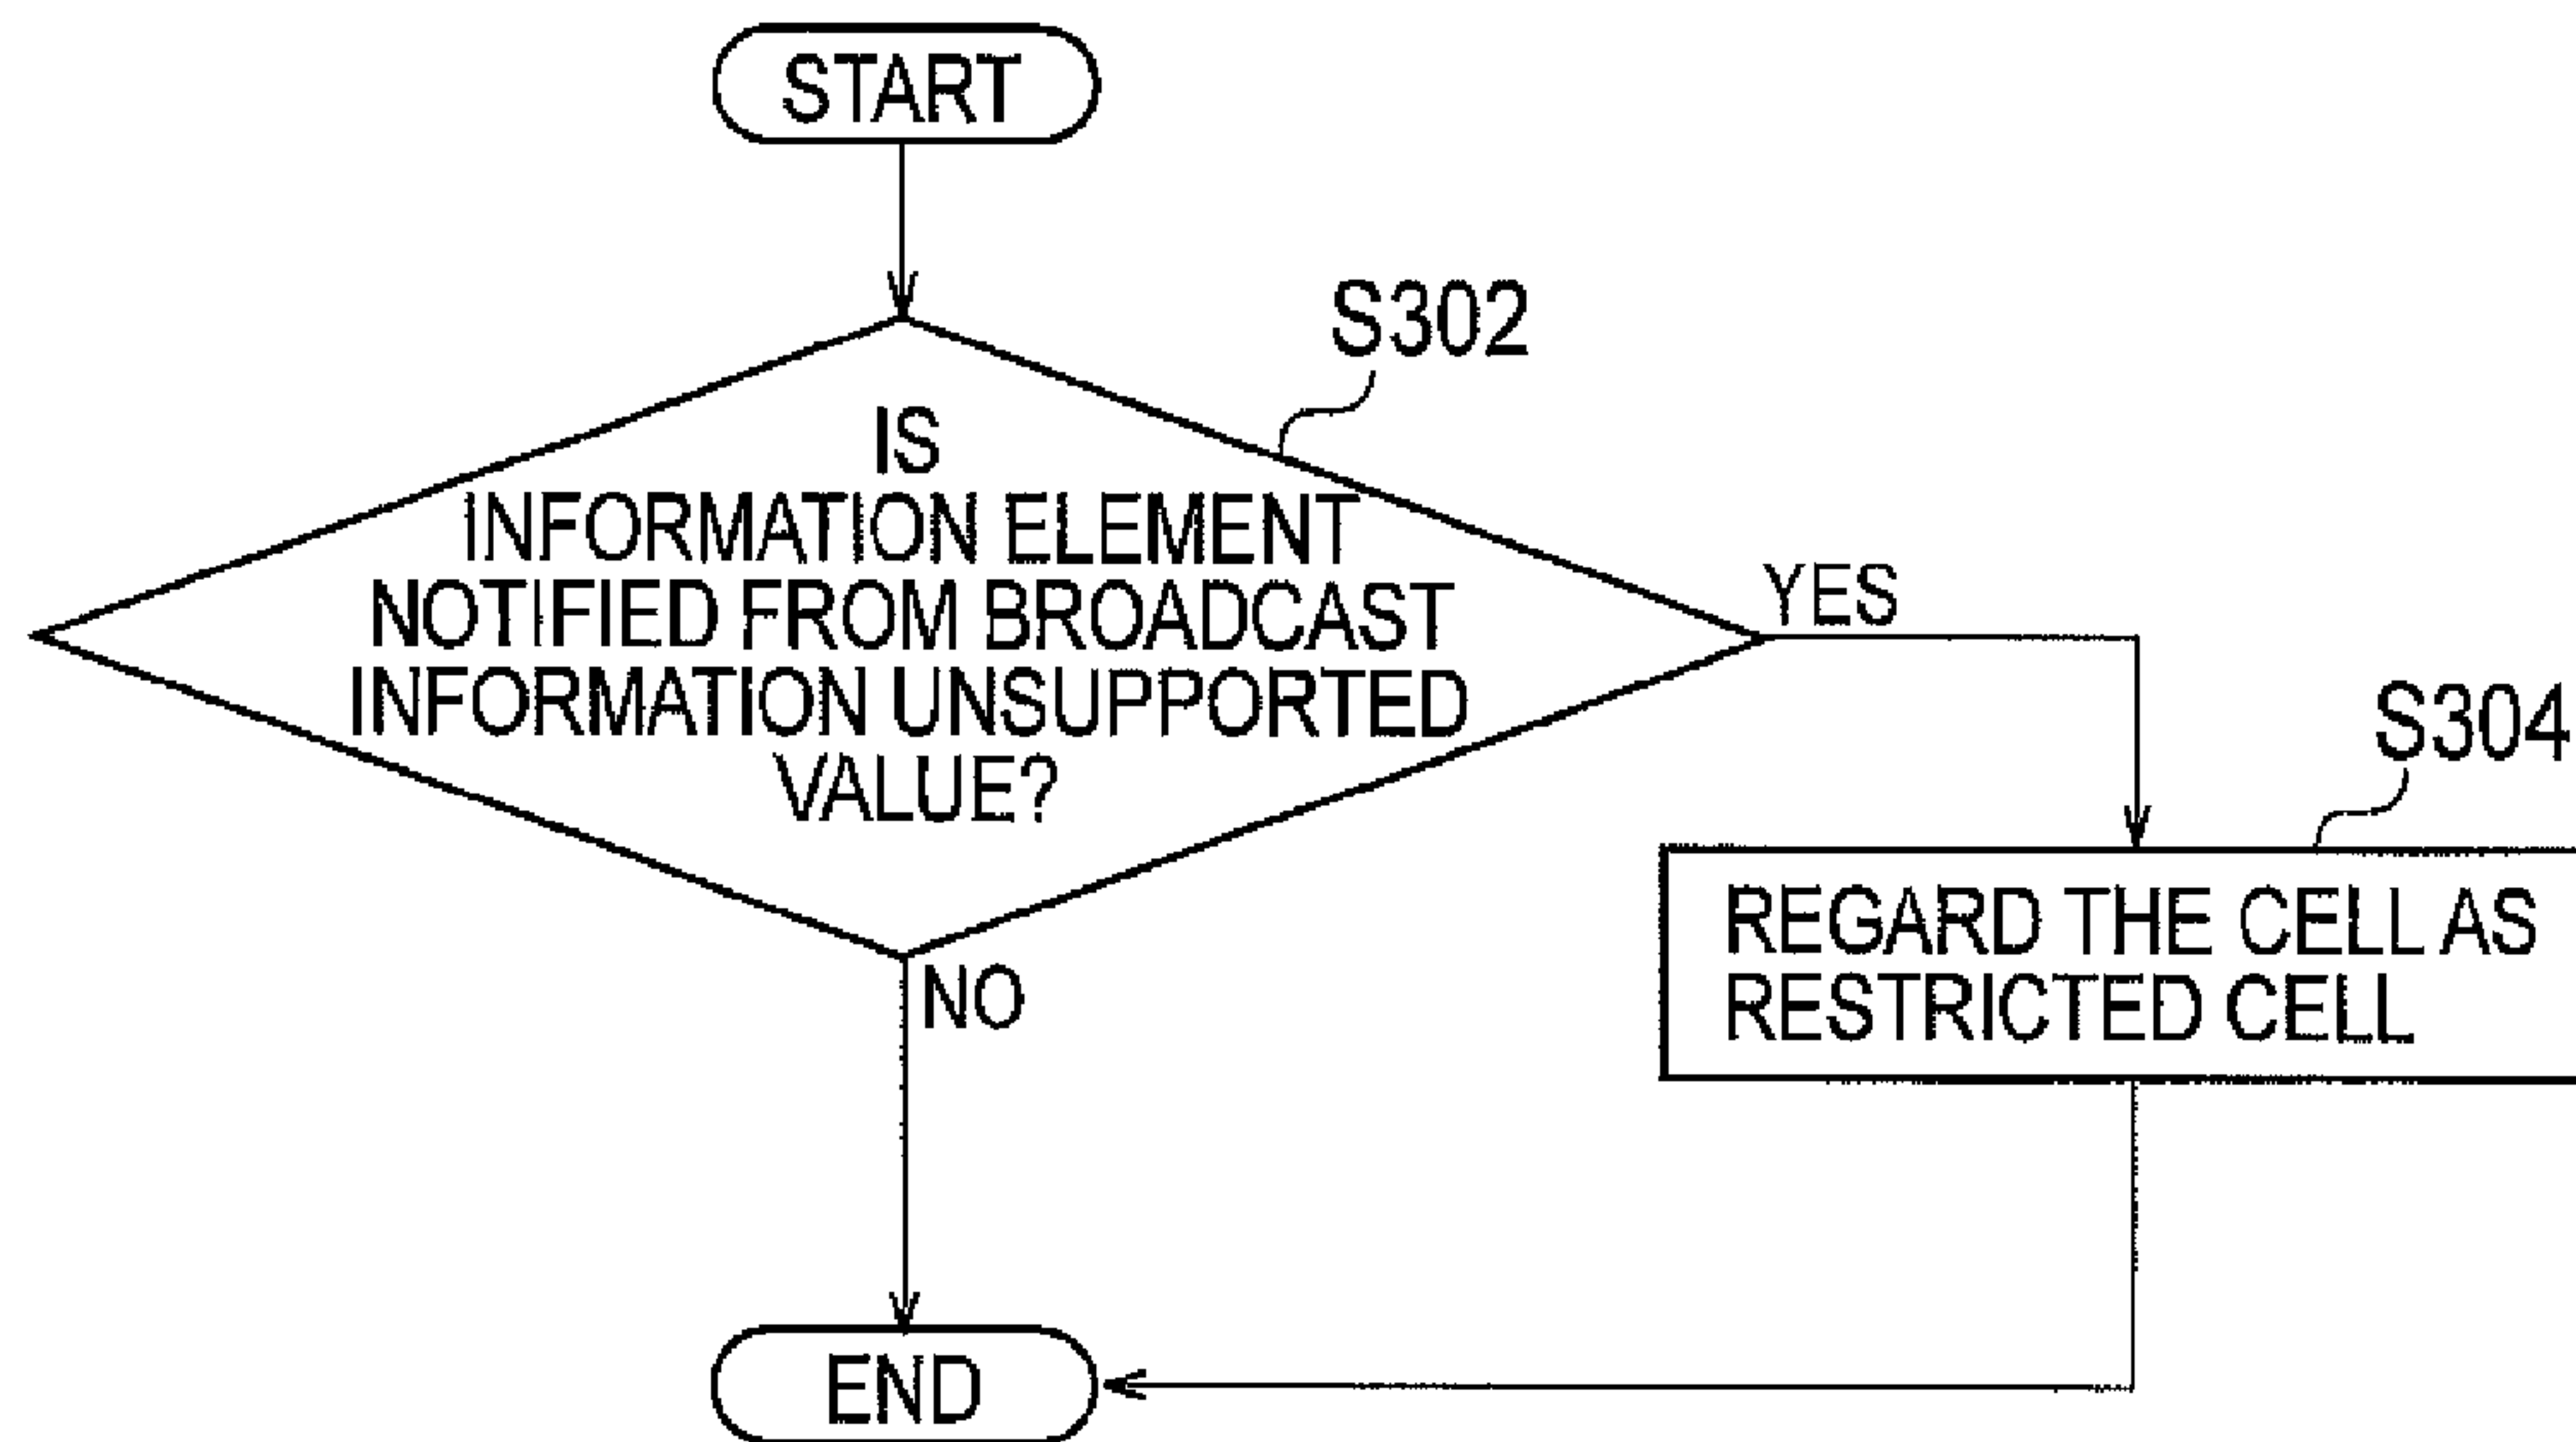 START
S302
IS
INFORMATION ELEMENT
NOTIFIED FROM BROADCAST
INFORMATION UNSUPPORTED
VALUE?
YES
S304
REGARD THE CELL AS
RESTRICTED CELL
NO
END